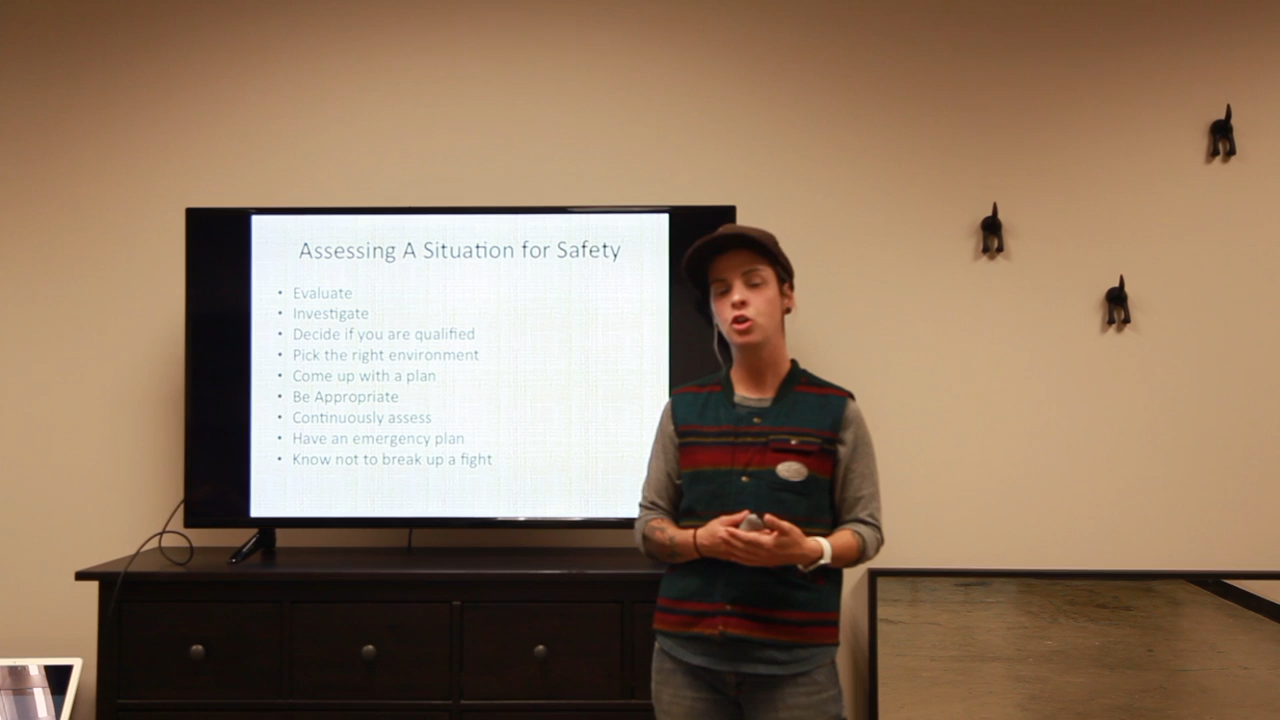 Assessing A Situation for Safety
• Evaluate
• Investigate
• Decide if you are qualified
• Pick the right environment
• Come up with a plan
• Be Appropriate
• Continuously assess
• Have an emergency plan
• Know not to break up a fight